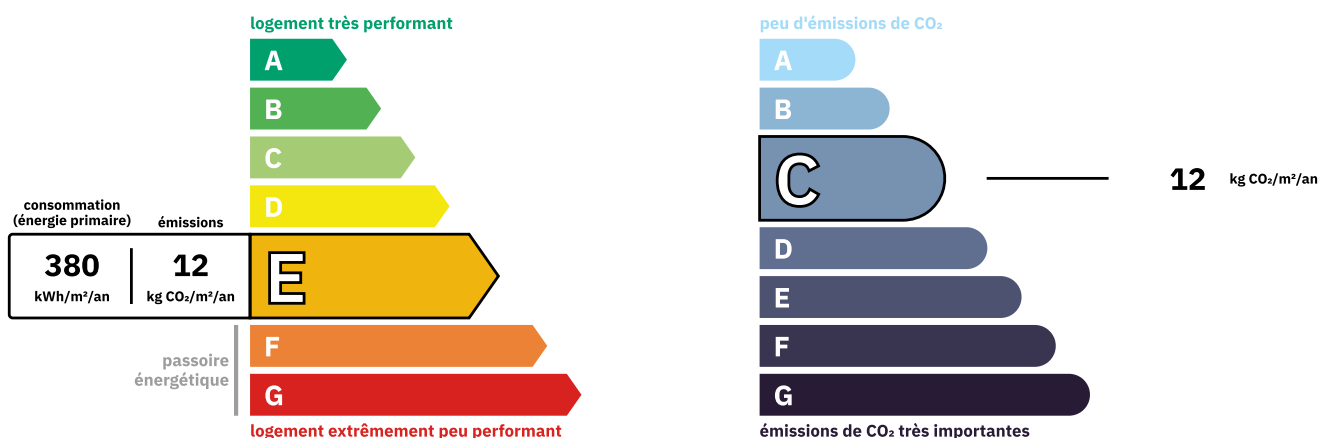 logement très performant
A
B
C
D
consommation
(énergie primaire)
émissions
380
kWh/m²/an
12
kg CO₂/m²/an
E
passoire
énergétique
F
G
logement extrêmement peu performant
peu d'émissions de CO₂
A
B
C
12 kg CO₂/m²/an
D
E
F
G
émissions de CO₂ très importantes